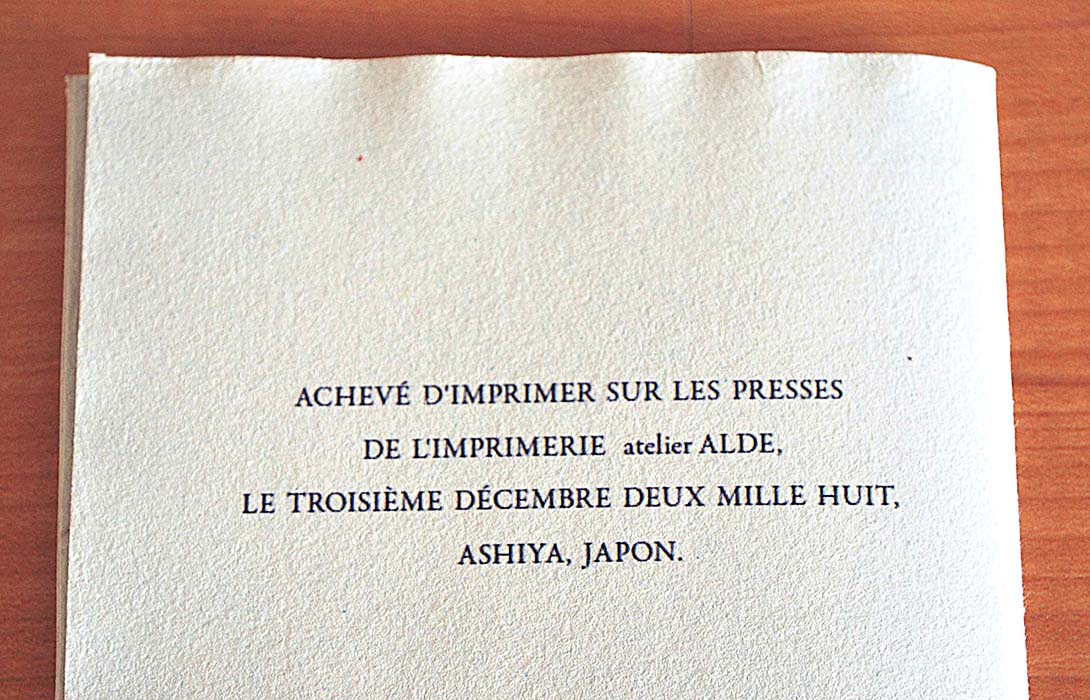 ACHEVÉ D'IMPRIMER SUR LES PRESSES
DE L'IMPRIMERIE atelier ALDE,
LE TROISIÈME DÉCEMBRE DEUX MILLE HUIT,
ASHIYA, JAPON.